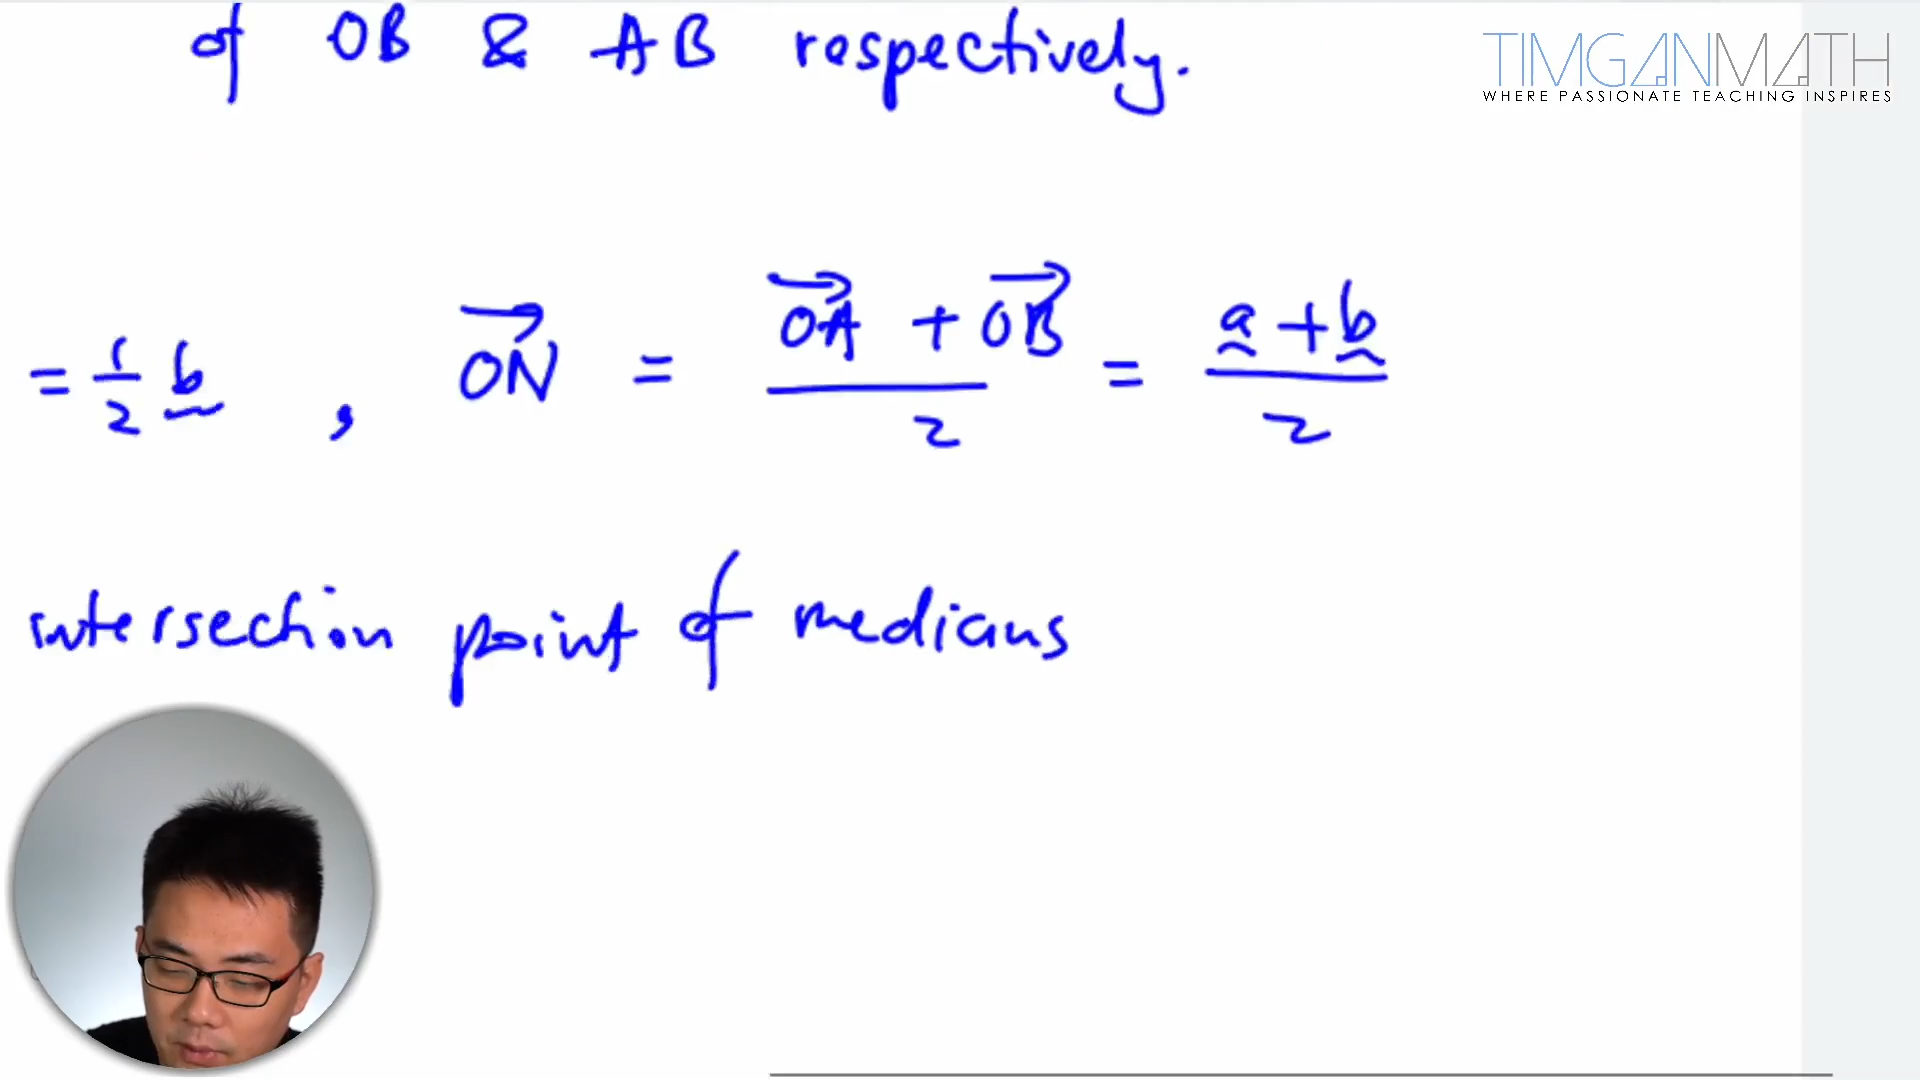 of OB & AB respectively.
TIMGANMATH
WHERE PASSIONATE TEACHING INSPIRES
= 1/2 b , ON = (OA + OB)/2 = (a + b)/2
intersection point of medians